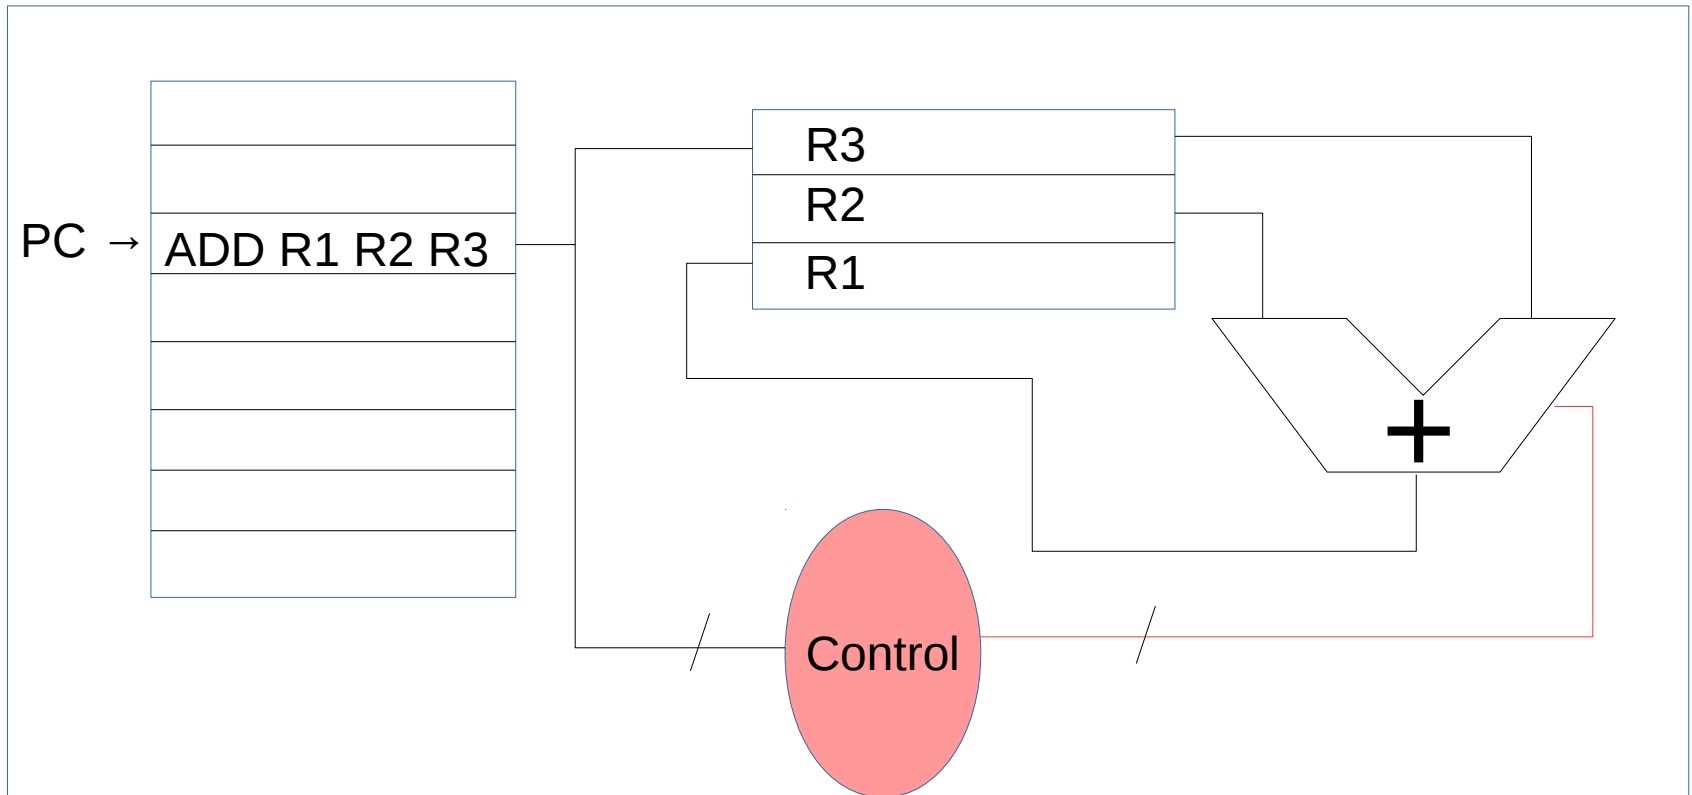 PC →
ADD R1 R2 R3
R3
R2
R1
+
Control